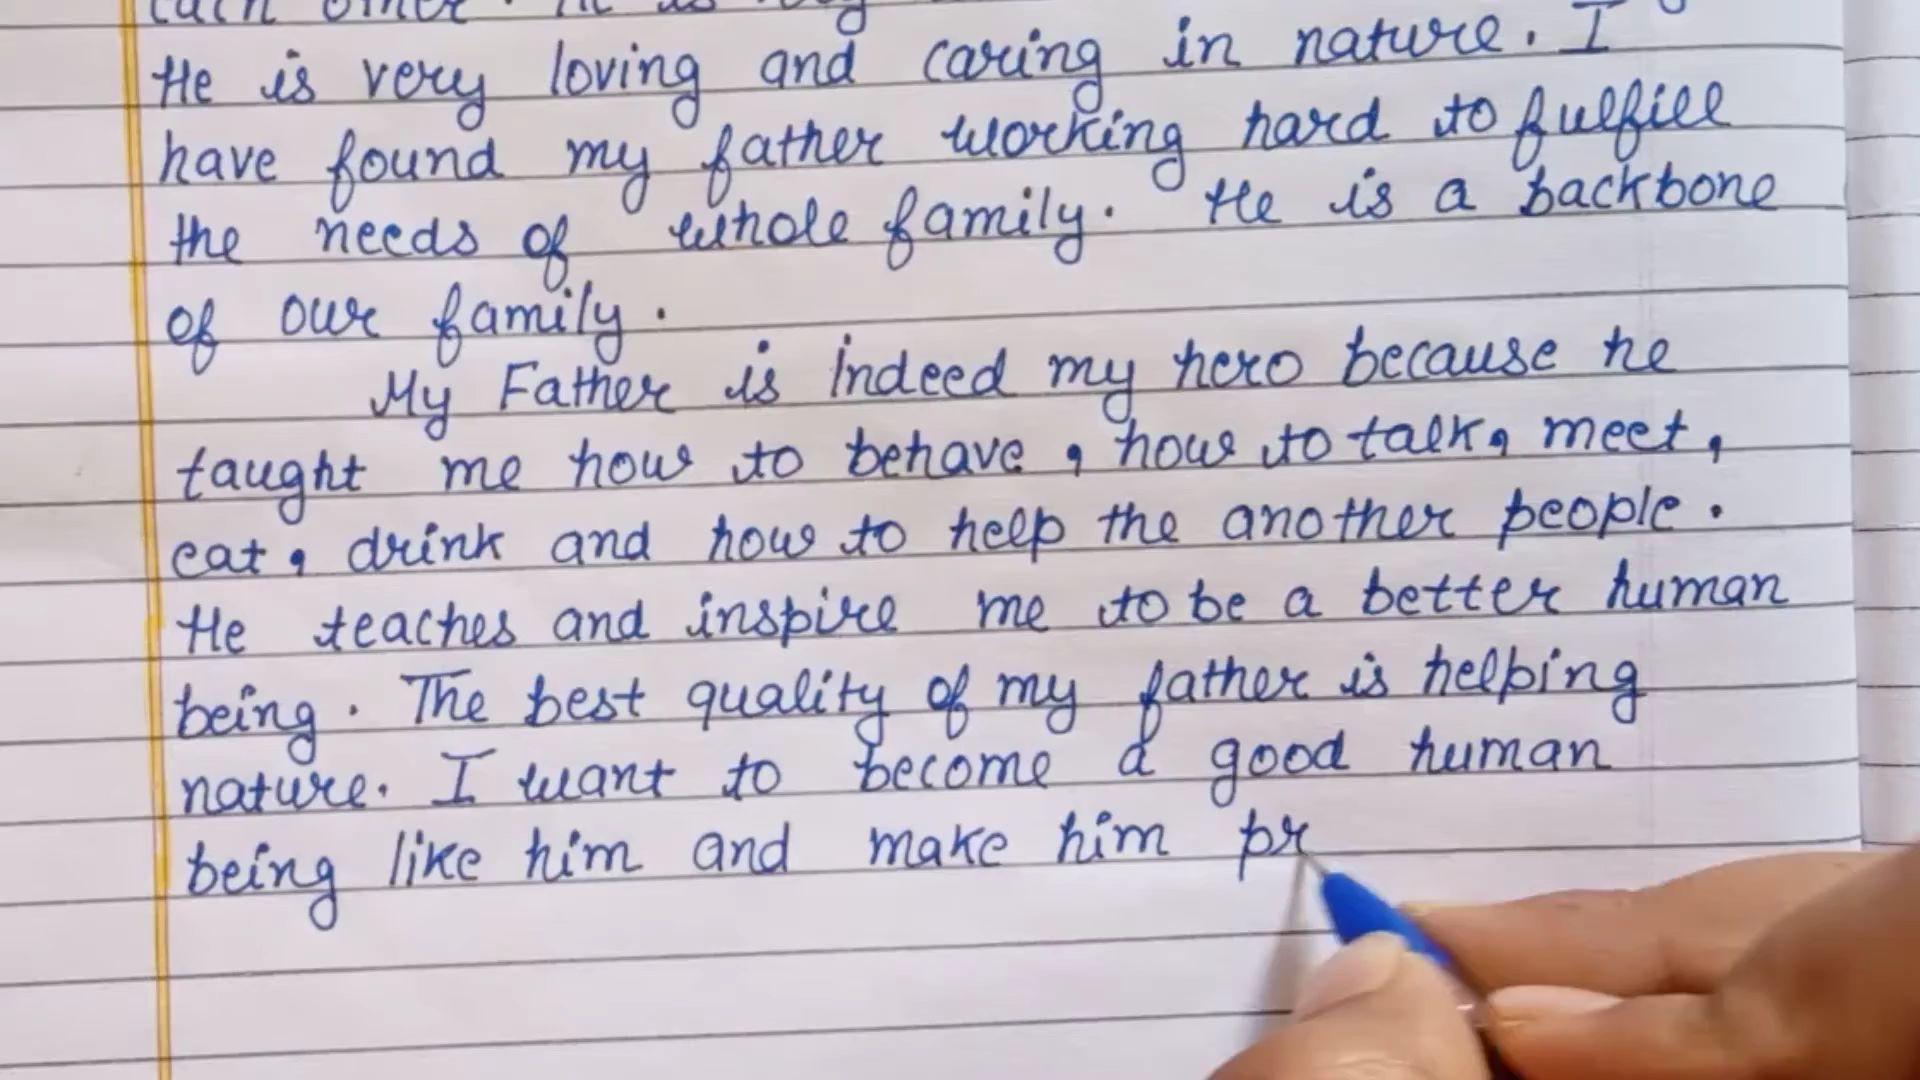 each other. He is
He is very loving and caring in nature. I
have found my father working hard to fulfill
the needs of whole family. He is a backbone
of our family.
My Father is indeed my hero because he
taught me how to behave, how to talk, meet,
eat, drink and how to help the another people.
He teaches and inspire me to be a better human
being. The best quality of my father is helping
nature. I want to become a good human
being like him and make him pr